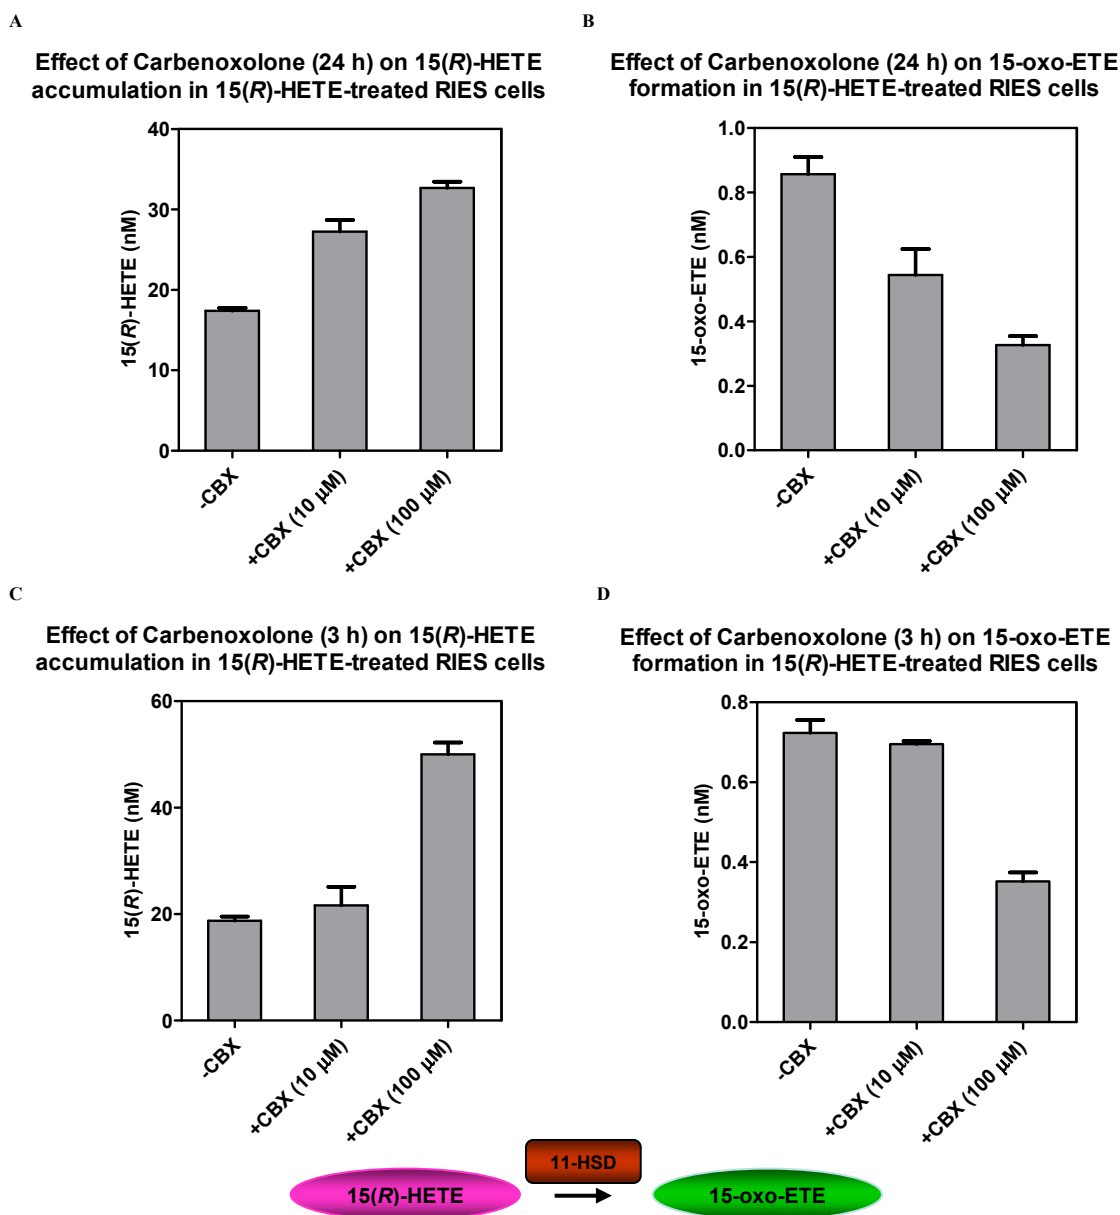 A
Effect of Carbenoxolone (24 h) on 15(R)-HETE
accumulation in 15(R)-HETE-treated RIES cells
15(R)-HETE (nM)
40
30
20
10
0
-CBX
+CBX (10 µM)
+CBX (100 µM)
B
Effect of Carbenoxolone (24 h) on 15-oxo-ETE
formation in 15(R)-HETE-treated RIES cells
15-oxo-ETE (nM)
1.0
0.8
0.6
0.4
0.2
0.0
-CBX
+CBX (10 µM)
+CBX (100 µM)
C
Effect of Carbenoxolone (3 h) on 15(R)-HETE
accumulation in 15(R)-HETE-treated RIES cells
15(R)-HETE (nM)
60
40
20
0
-CBX
+CBX (10 µM)
+CBX (100 µM)
D
Effect of Carbenoxolone (3 h) on 15-oxo-ETE
formation in 15(R)-HETE-treated RIES cells
15-oxo-ETE (nM)
0.8
0.6
0.4
0.2
0.0
-CBX
+CBX (10 µM)
+CBX (100 µM)
11-HSD
15(R)-HETE
15-oxo-ETE